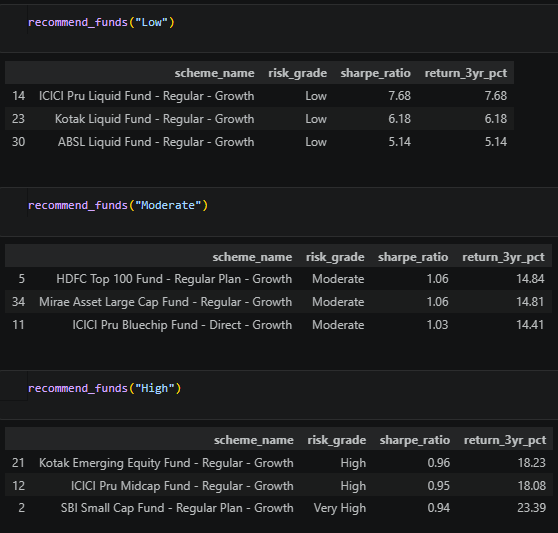 recommend_funds("Low")
scheme_name risk_grade sharpe_ratio return_3yr_pct
14 ICICI Pru Liquid Fund - Regular - Growth Low 7.68 7.68
23 Kotak Liquid Fund - Regular - Growth Low 6.18 6.18
30 ABSL Liquid Fund - Regular - Growth Low 5.14 5.14
recommend_funds("Moderate")
scheme_name risk_grade sharpe_ratio return_3yr_pct
5 HDFC Top 100 Fund - Regular Plan - Growth Moderate 1.06 14.84
34 Mirae Asset Large Cap Fund - Regular - Growth Moderate 1.06 14.81
11 ICICI Pru Bluechip Fund - Direct - Growth Moderate 1.03 14.41
recommend_funds("High")
scheme_name risk_grade sharpe_ratio return_3yr_pct
21 Kotak Emerging Equity Fund - Regular - Growth High 0.96 18.23
12 ICICI Pru Midcap Fund - Regular - Growth High 0.95 18.08
2 SBI Small Cap Fund - Regular Plan - Growth Very High 0.94 23.39